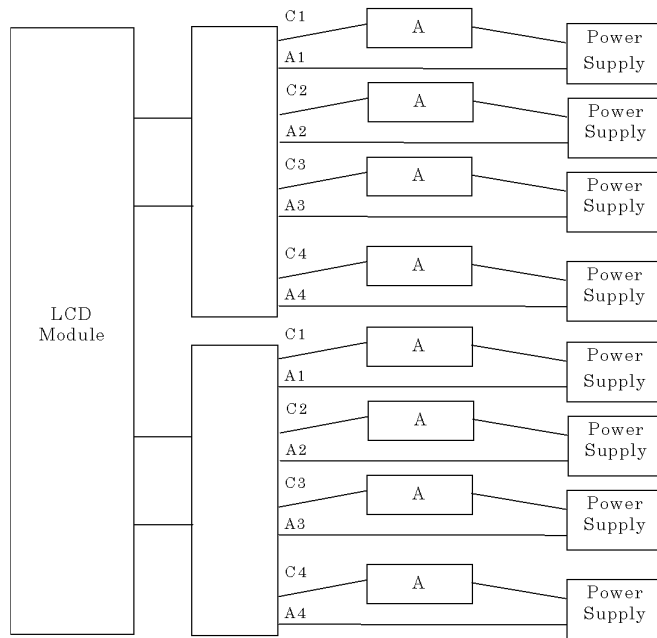 C1
A
Power
Supply
A1
C2
A
Power
Supply
A2
C3
A
Power
Supply
A3
C4
A
Power
Supply
A4
LCD
Module
C1
A
Power
Supply
A1
C2
A
Power
Supply
A2
C3
A
Power
Supply
A3
C4
A
Power
Supply
A4